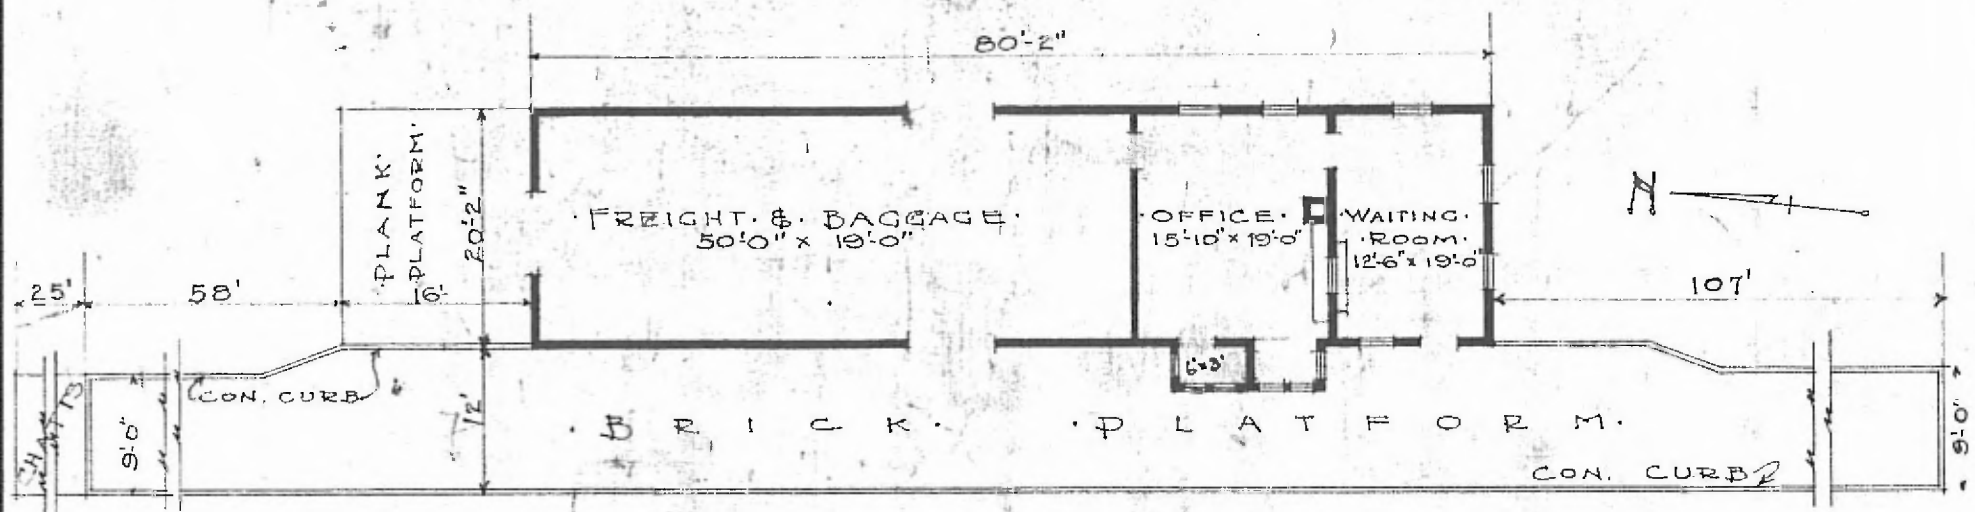 80'-2"
·PLANK·
PLATFORM·
20'-2"
·FREIGHT·&·BAGGAGE·
50'-0" x 19'-0"
·OFFICE·
15'-10" x 19'-0"
·WAITING·
·ROOM·
12'-6" x 19'-0"
N
25'
58'
16'
107'
6'x3'
CON. CURB
9'-0"
12'
·BRICK· ·PLATFORM·
CON. CURB
9'-0"